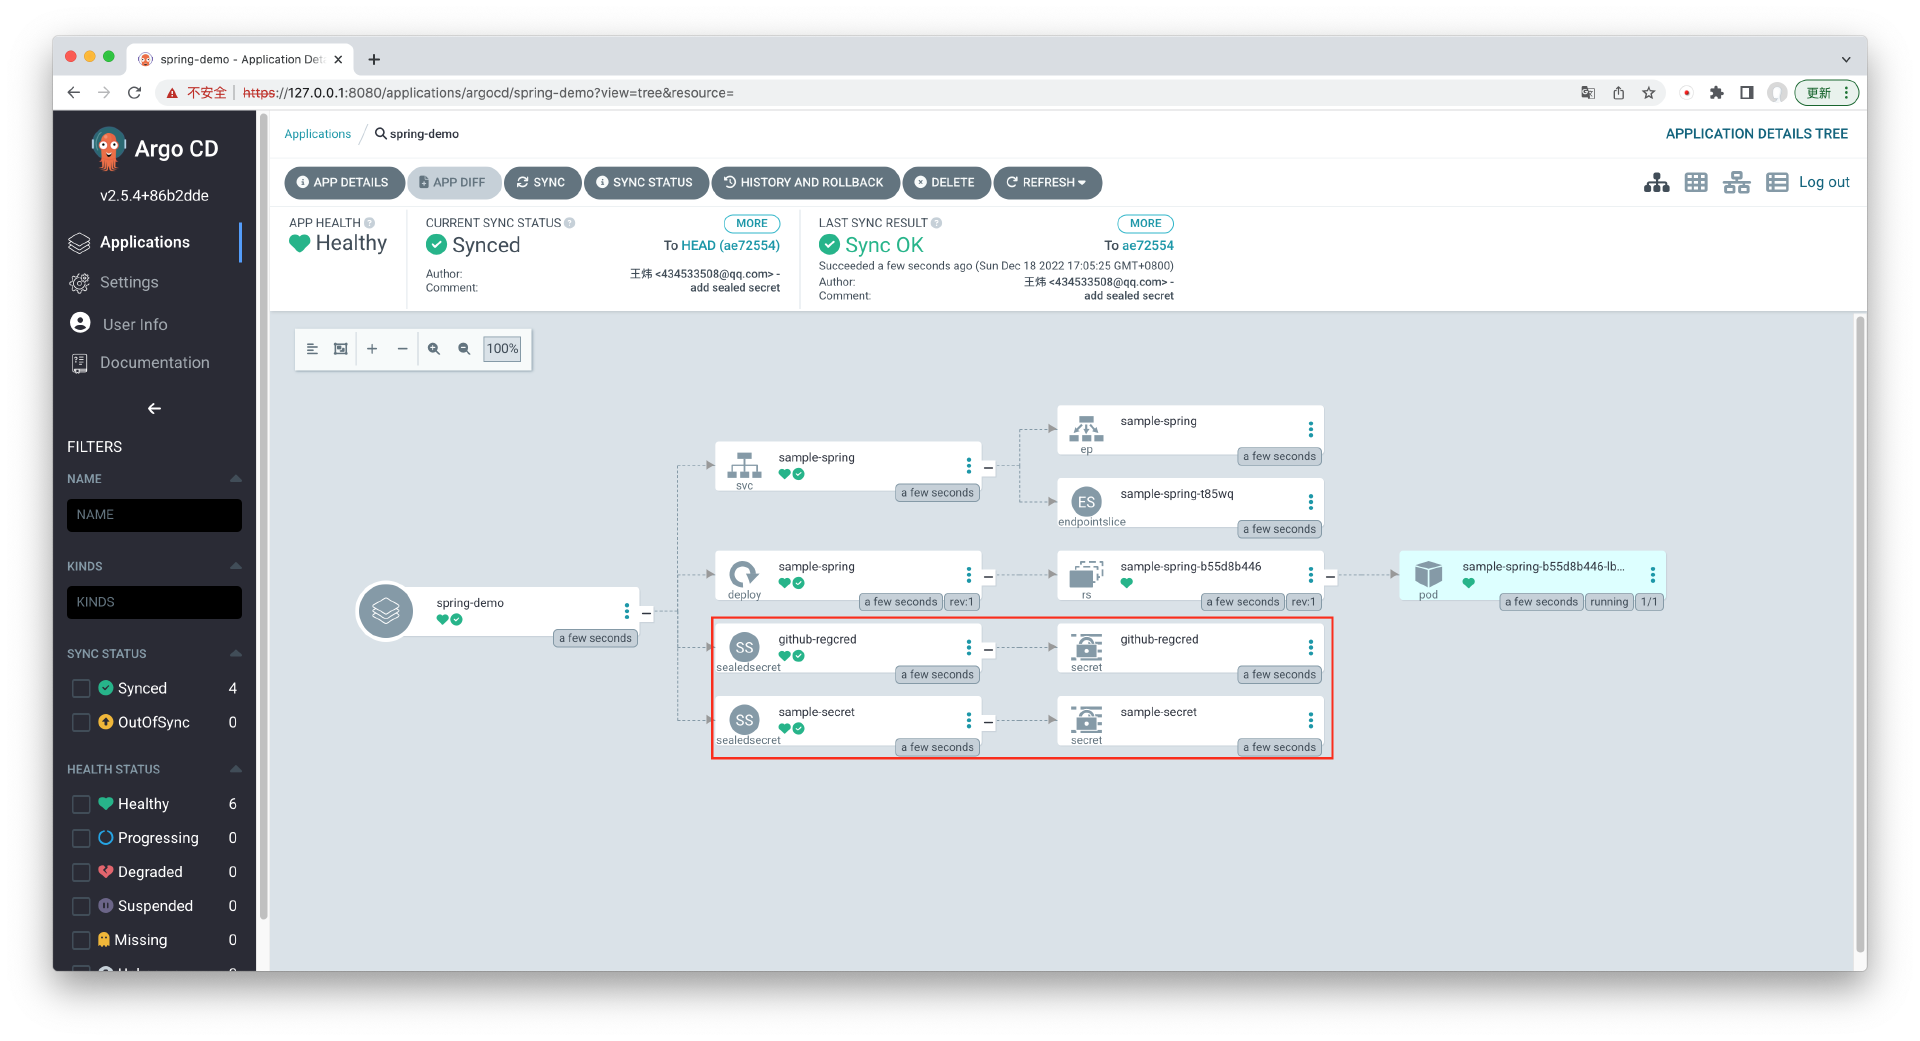 spring-demo - Application Det
不安全 | https://127.0.0.1:8080/applications/argocd/spring-demo?view=tree&resource=
更新
Argo CD
v2.5.4+86b2dde
Applications
Settings
User Info
Documentation
FILTERS
NAME
NAME
KINDS
KINDS
SYNC STATUS
Synced 4
OutOfSync 0
HEALTH STATUS
Healthy 6
Progressing 0
Degraded 0
Suspended 0
Missing 0
Applications / spring-demo
APPLICATION DETAILS TREE
APP DETAILS
APP DIFF
SYNC
SYNC STATUS
HISTORY AND ROLLBACK
DELETE
REFRESH
Log out
APP HEALTH
Healthy
CURRENT SYNC STATUS
MORE
Synced
To HEAD (ae72554)
Author: 王炜 <434533508@qq.com> -
Comment: add sealed secret
LAST SYNC RESULT
MORE
Sync OK
To ae72554
Succeeded a few seconds ago (Sun Dec 18 2022 17:05:25 GMT+0800)
Author: 王炜 <434533508@qq.com> -
Comment: add sealed secret
100%
spring-demo
a few seconds
sample-spring
svc
a few seconds
sample-spring
ep
a few seconds
ES
sample-spring-t85wq
endpointslice
a few seconds
sample-spring
deploy
a few seconds rev:1
sample-spring-b55d8b446
rs
a few seconds rev:1
sample-spring-b55d8b446-lb...
pod
a few seconds running 1/1
SS
github-regcred
sealedsecret
a few seconds
github-regcred
secret
a few seconds
SS
sample-secret
sealedsecret
a few seconds
sample-secret
secret
a few seconds